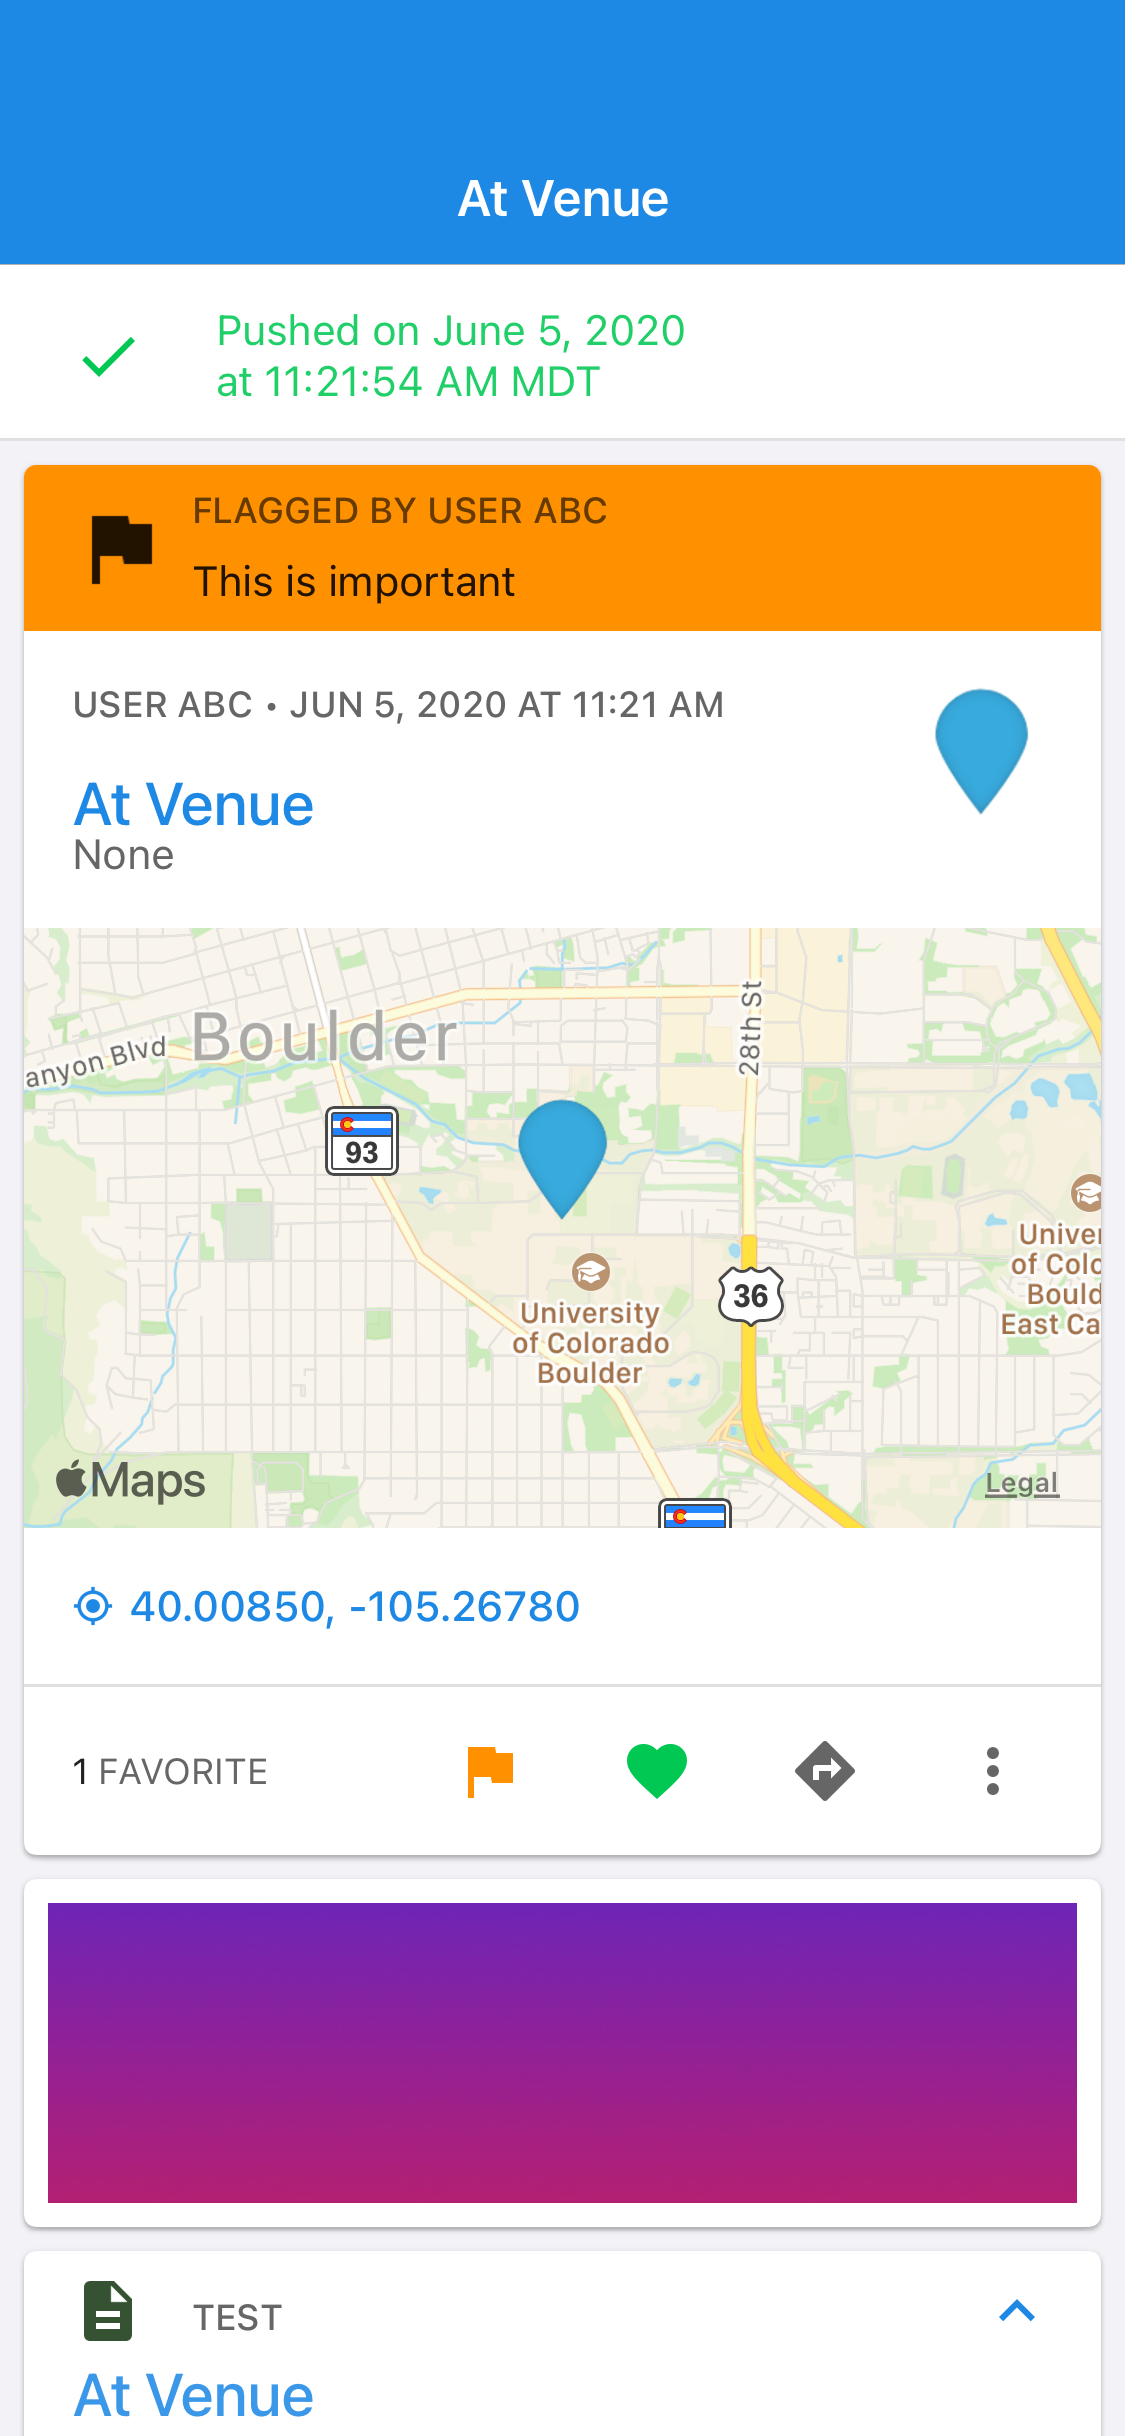 At Venue
Pushed on June 5, 2020
at 11:21:54 AM MDT
FLAGGED BY USER ABC
This is important
USER ABC • JUN 5, 2020 AT 11:21 AM
At Venue
None
anyon Blvd
Boulder
28th St
93
36
University
of Colorado
Boulder
Univer
of Colo
Bould
East Ca
Maps
Legal
40.00850, -105.26780
1 FAVORITE
TEST
At Venue